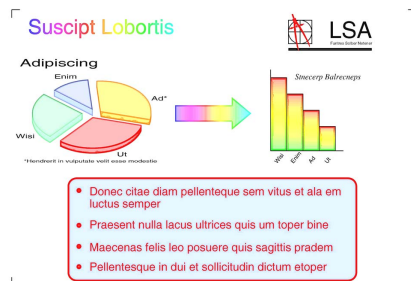 Suscipt Lobortis
LSA
Adipiscing
Enim
Ad*
Wisi
Ut
*Hendrerit in vulputate velit esse modestie
Snecerp Balrecneps
Wisi
Enim
Ad
Ut
Donec citae diam pellenteque sem vitus et ala em
luctus semper
Praesent nulla lacus ultrices quis um toper bine
Maecenas felis leo posuere quis sagittis pradem
Pellentesque in dui et sollicitudin dictum etoper